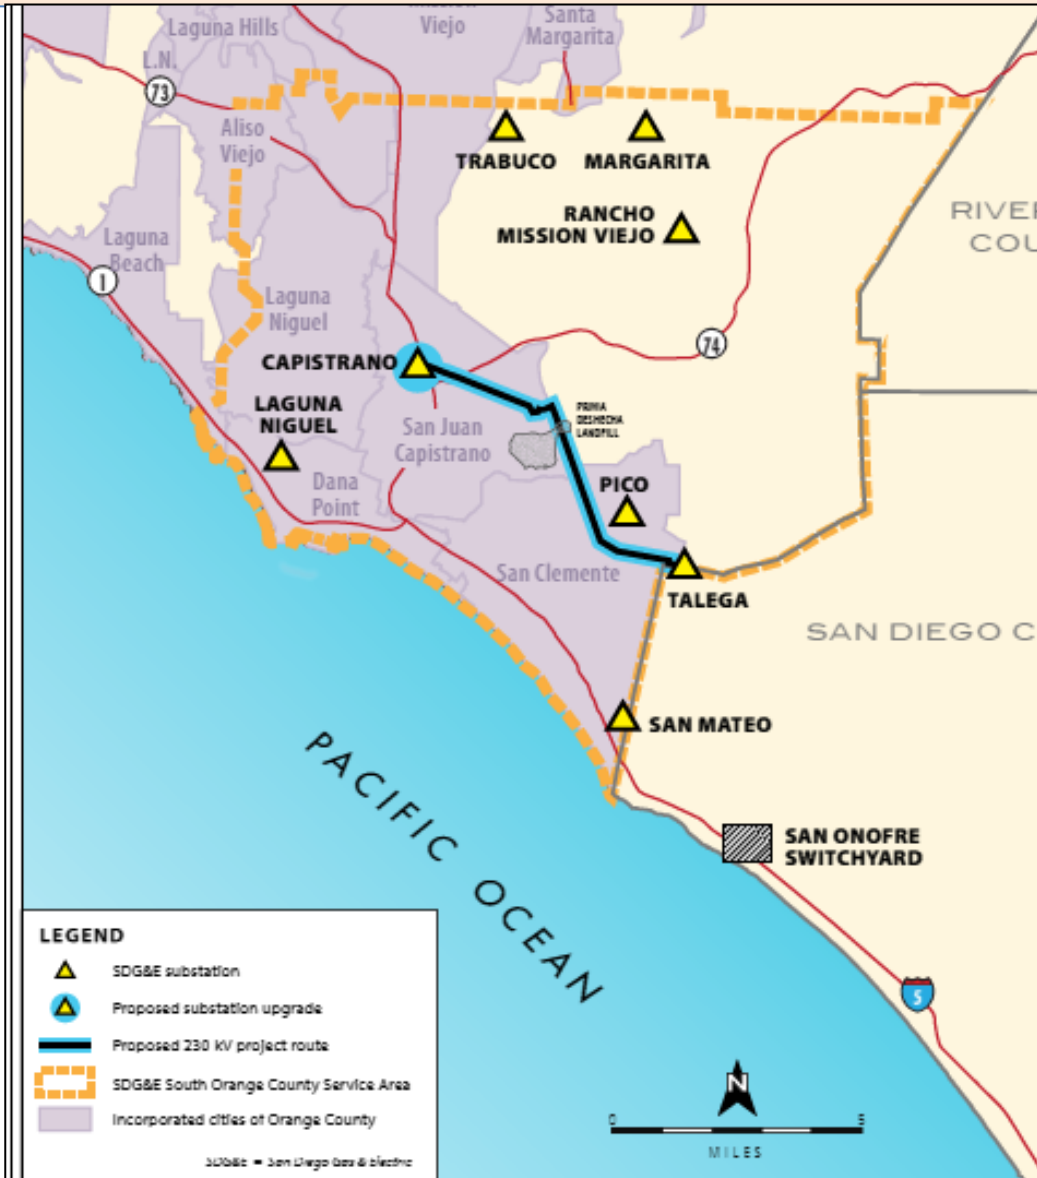 Laguna Hills
Viejo
Santa
Margarita
L.N.
73
Aliso
Viejo
TRABUCO
MARGARITA
RANCHO
MISSION VIEJO
Laguna
Beach
1
Laguna
Niguel
74
CAPISTRANO
LAGUNA
NIGUEL
San Juan
Capistrano
PRIMA
DESHECHA
LANDFILL
Dana
Point
PICO
San Clemente
TALEGA
SAN DIEGO C
SAN MATEO
PACIFIC OCEAN
SAN ONOFRE
SWITCHYARD
5
LEGEND
SDG&E substation
Proposed substation upgrade
Proposed 230 kV project route
SDG&E South Orange County Service Area
Incorporated cities of Orange County
SDG&E = San Diego Gas & Electric
N
0 5
MILES